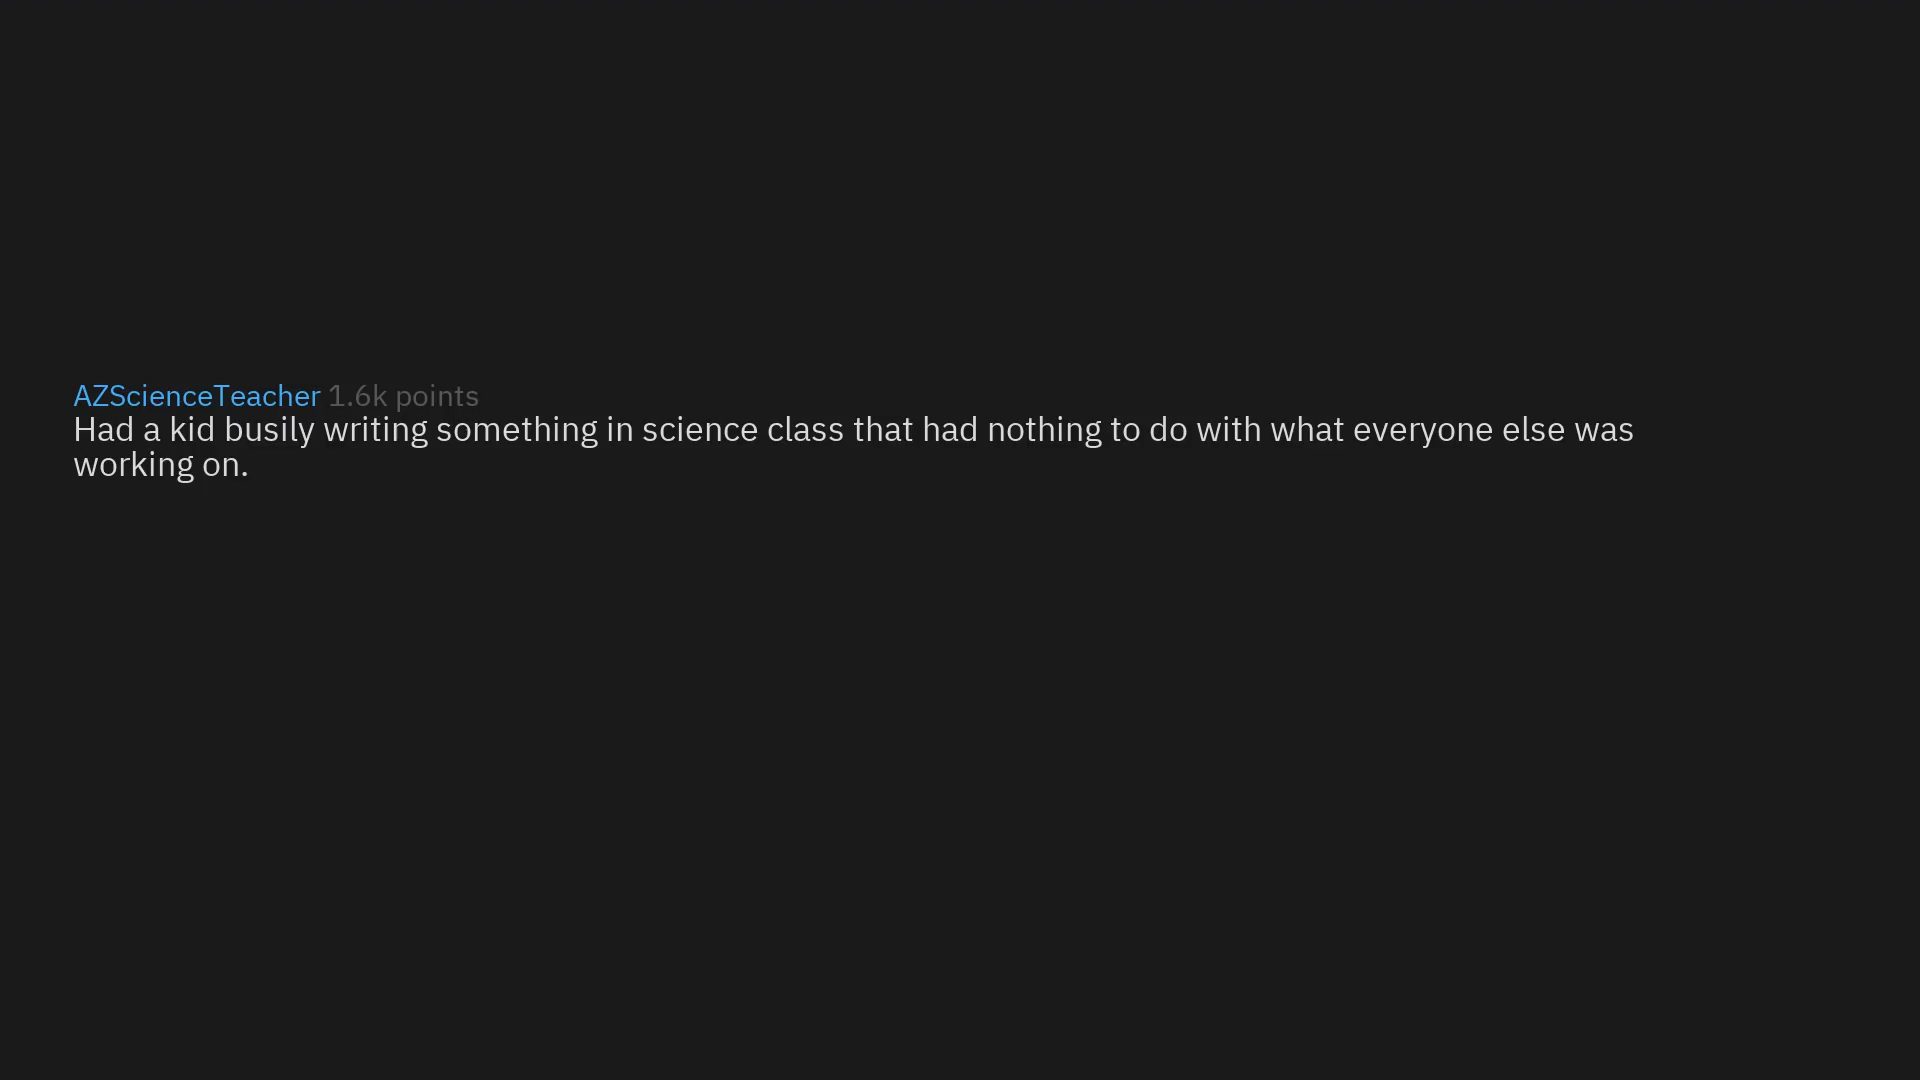 AZScienceTeacher 1.6k points
Had a kid busily writing something in science class that had nothing to do with what everyone else was
working on.